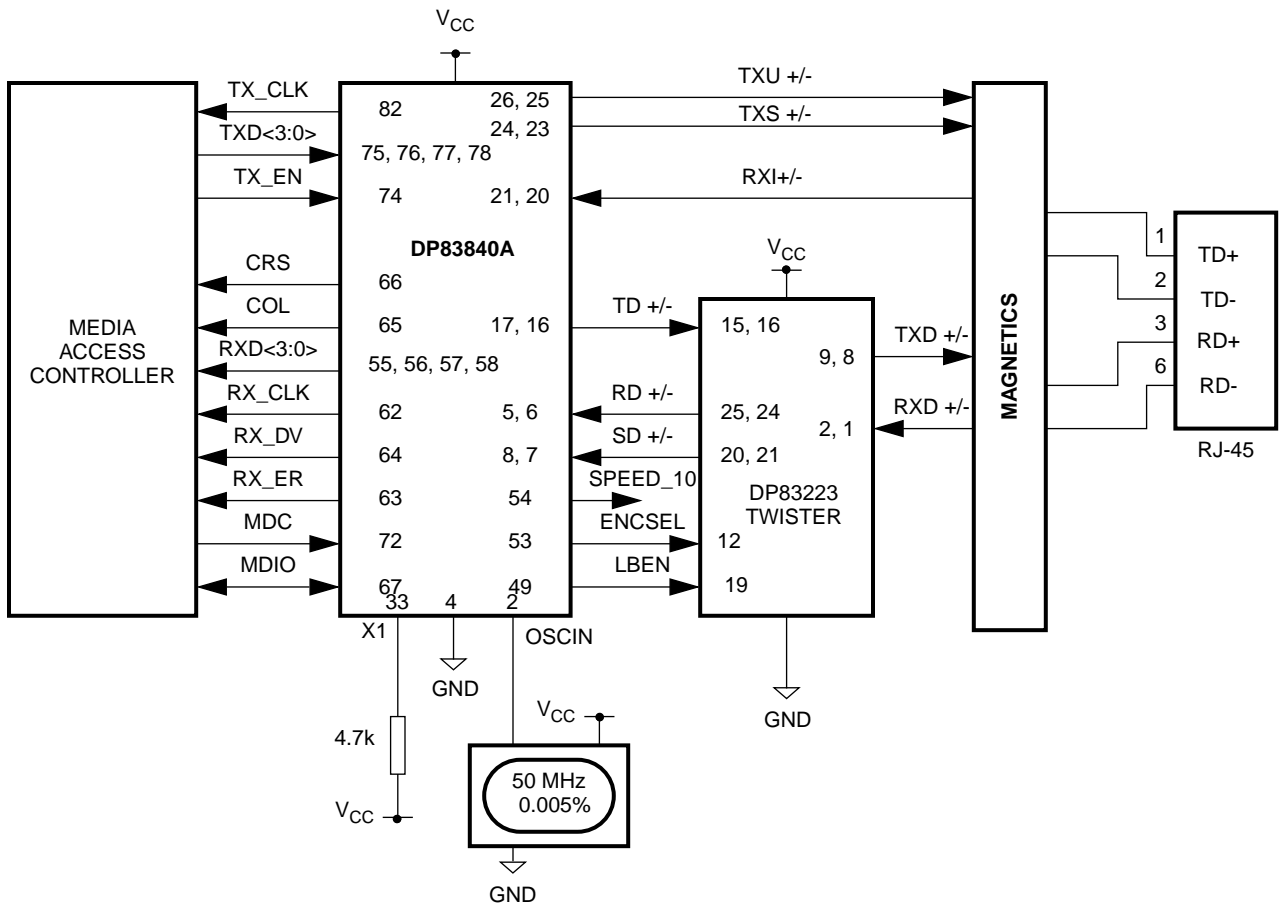 VCC
TX_CLK
82
26, 25
TXU +/-
24, 23
TXS +/-
TXD<3:0>
75, 76, 77, 78
TX_EN
74
21, 20
RXI+/-
DP83840A
CRS
66
COL
65
17, 16
TD +/-
VCC
15, 16
9, 8
TXD +/-
MEDIA
ACCESS
CONTROLLER
RXD<3:0>
55, 56, 57, 58
RX_CLK
62
5, 6
RD +/-
25, 24
2, 1
RXD +/-
RX_DV
64
8, 7
SD +/-
20, 21
RX_ER
63
54
SPEED_10
DP83223
TWISTER
MDC
72
53
ENCSEL
12
MDIO
67
49
LBEN
19
33
4
2
X1
OSCIN
GND
GND
MAGNETICS
1
TD+
2
TD-
3
RD+
6
RD-
RJ-45
4.7k
VCC
VCC
50 MHz
0.005%
GND